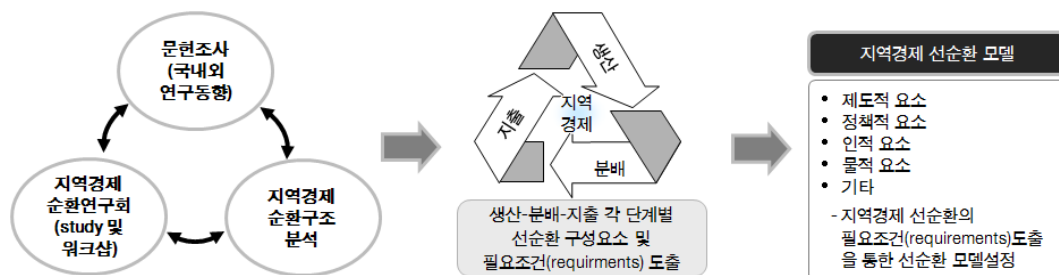 문헌조사
(국내외
연구동향)
지역경제
순환연구회
(study 및
워크샵)
지역경제
순환구조
분석
생산
지출
지역
경제
분배
생산-분배-지출 각 단계별
선순환 구성요소 및
필요조건(requirments) 도출
지역경제 선순환 모델
• 제도적 요소
• 정책적 요소
• 인적 요소
• 물적 요소
• 기타
- 지역경제 선순환의
필요조건(requirements)도출
을 통한 선순환 모델설정